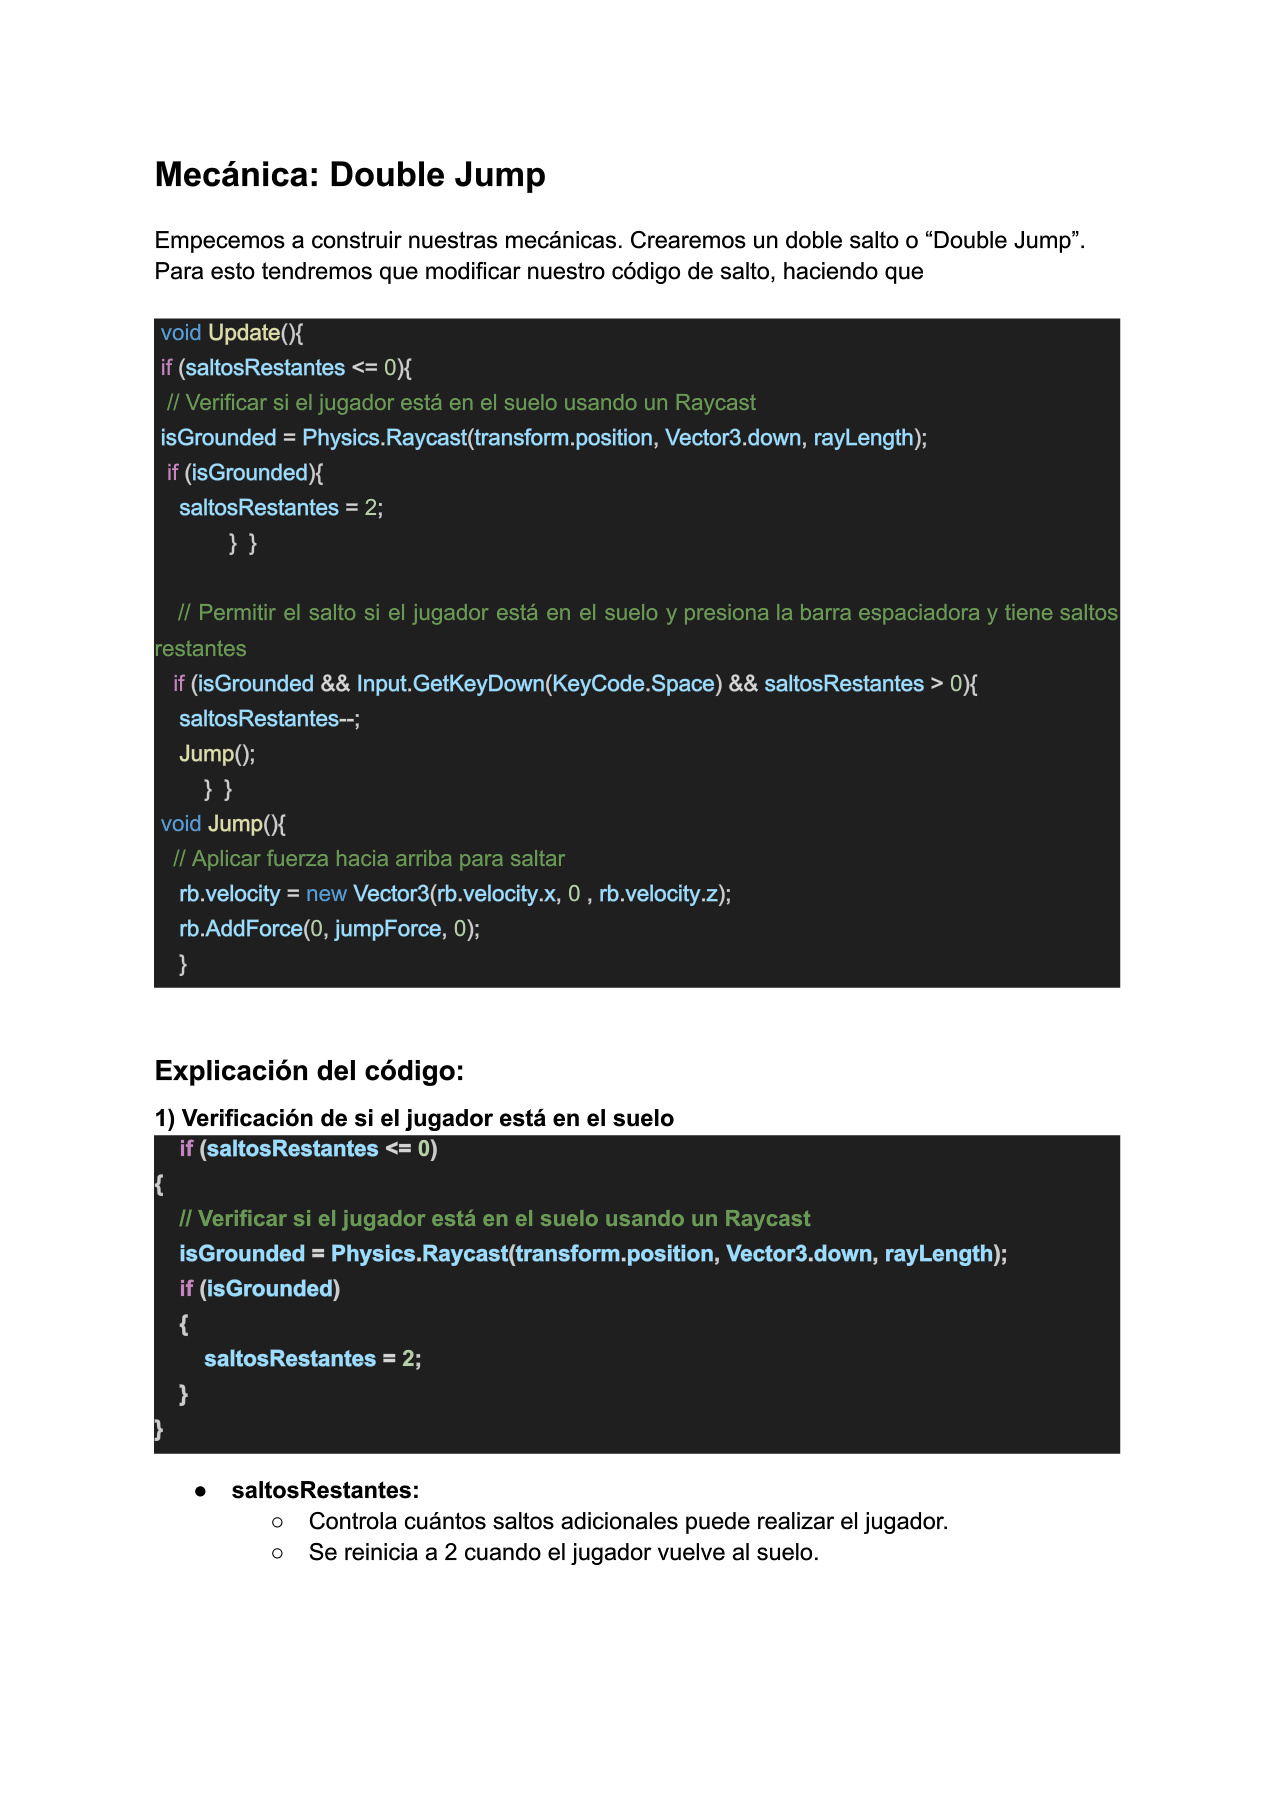 Mecánica: Double Jump
Empecemos a construir nuestras mecánicas. Crearemos un doble salto o “Double Jump”.
Para esto tendremos que modificar nuestro código de salto, haciendo que
void Update(){
if (saltosRestantes <= 0){
// Verificar si el jugador está en el suelo usando un Raycast
isGrounded = Physics.Raycast(transform.position, Vector3.down, rayLength);
if (isGrounded){
saltosRestantes = 2;
} }
// Permitir el salto si el jugador está en el suelo y presiona la barra espaciadora y tiene saltos
restantes
if (isGrounded && Input.GetKeyDown(KeyCode.Space) && saltosRestantes > 0){
saltosRestantes--;
Jump();
} }
void Jump(){
// Aplicar fuerza hacia arriba para saltar
rb.velocity = new Vector3(rb.velocity.x, 0 , rb.velocity.z);
rb.AddForce(0, jumpForce, 0);
}
Explicación del código:
1) Verificación de si el jugador está en el suelo
if (saltosRestantes <= 0)
{
// Verificar si el jugador está en el suelo usando un Raycast
isGrounded = Physics.Raycast(transform.position, Vector3.down, rayLength);
if (isGrounded)
{
saltosRestantes = 2;
}
}
● saltosRestantes:
○ Controla cuántos saltos adicionales puede realizar el jugador.
○ Se reinicia a 2 cuando el jugador vuelve al suelo.